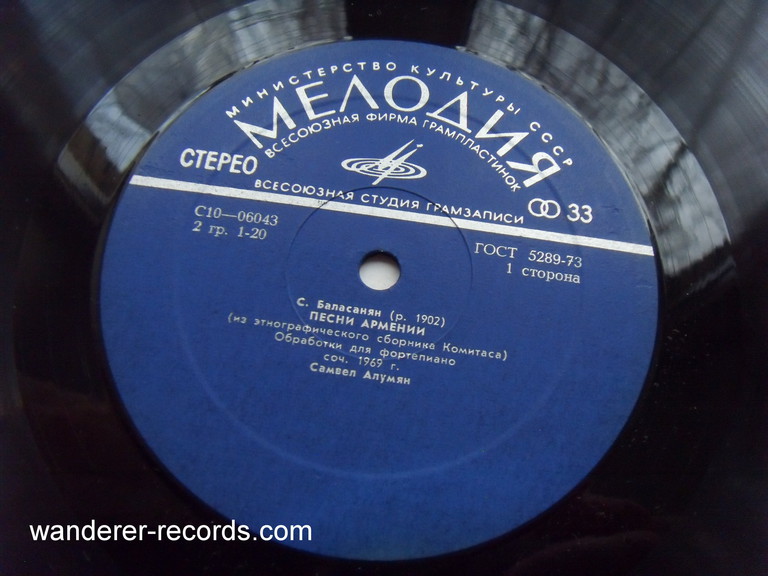 МИНИСТЕРСТВО КУЛЬТУРЫ СССР
МЕЛОДИЯ
ВСЕСОЮЗНАЯ ФИРМА ГРАМПЛАСТИНОК
СТЕРЕО
ВСЕСОЮЗНАЯ СТУДИЯ ГРАМЗАПИСИ
33
С10—06043
2 гр. 1-20
ГОСТ 5289-73
1 сторона
С. Баласанян (р. 1902)
ПЕСНИ АРМЕНИИ
(из этнографического сборника Комитаса)
Обработки для фортепиано
соч. 1969 г.
Самвел Алумян
wanderer-records.com